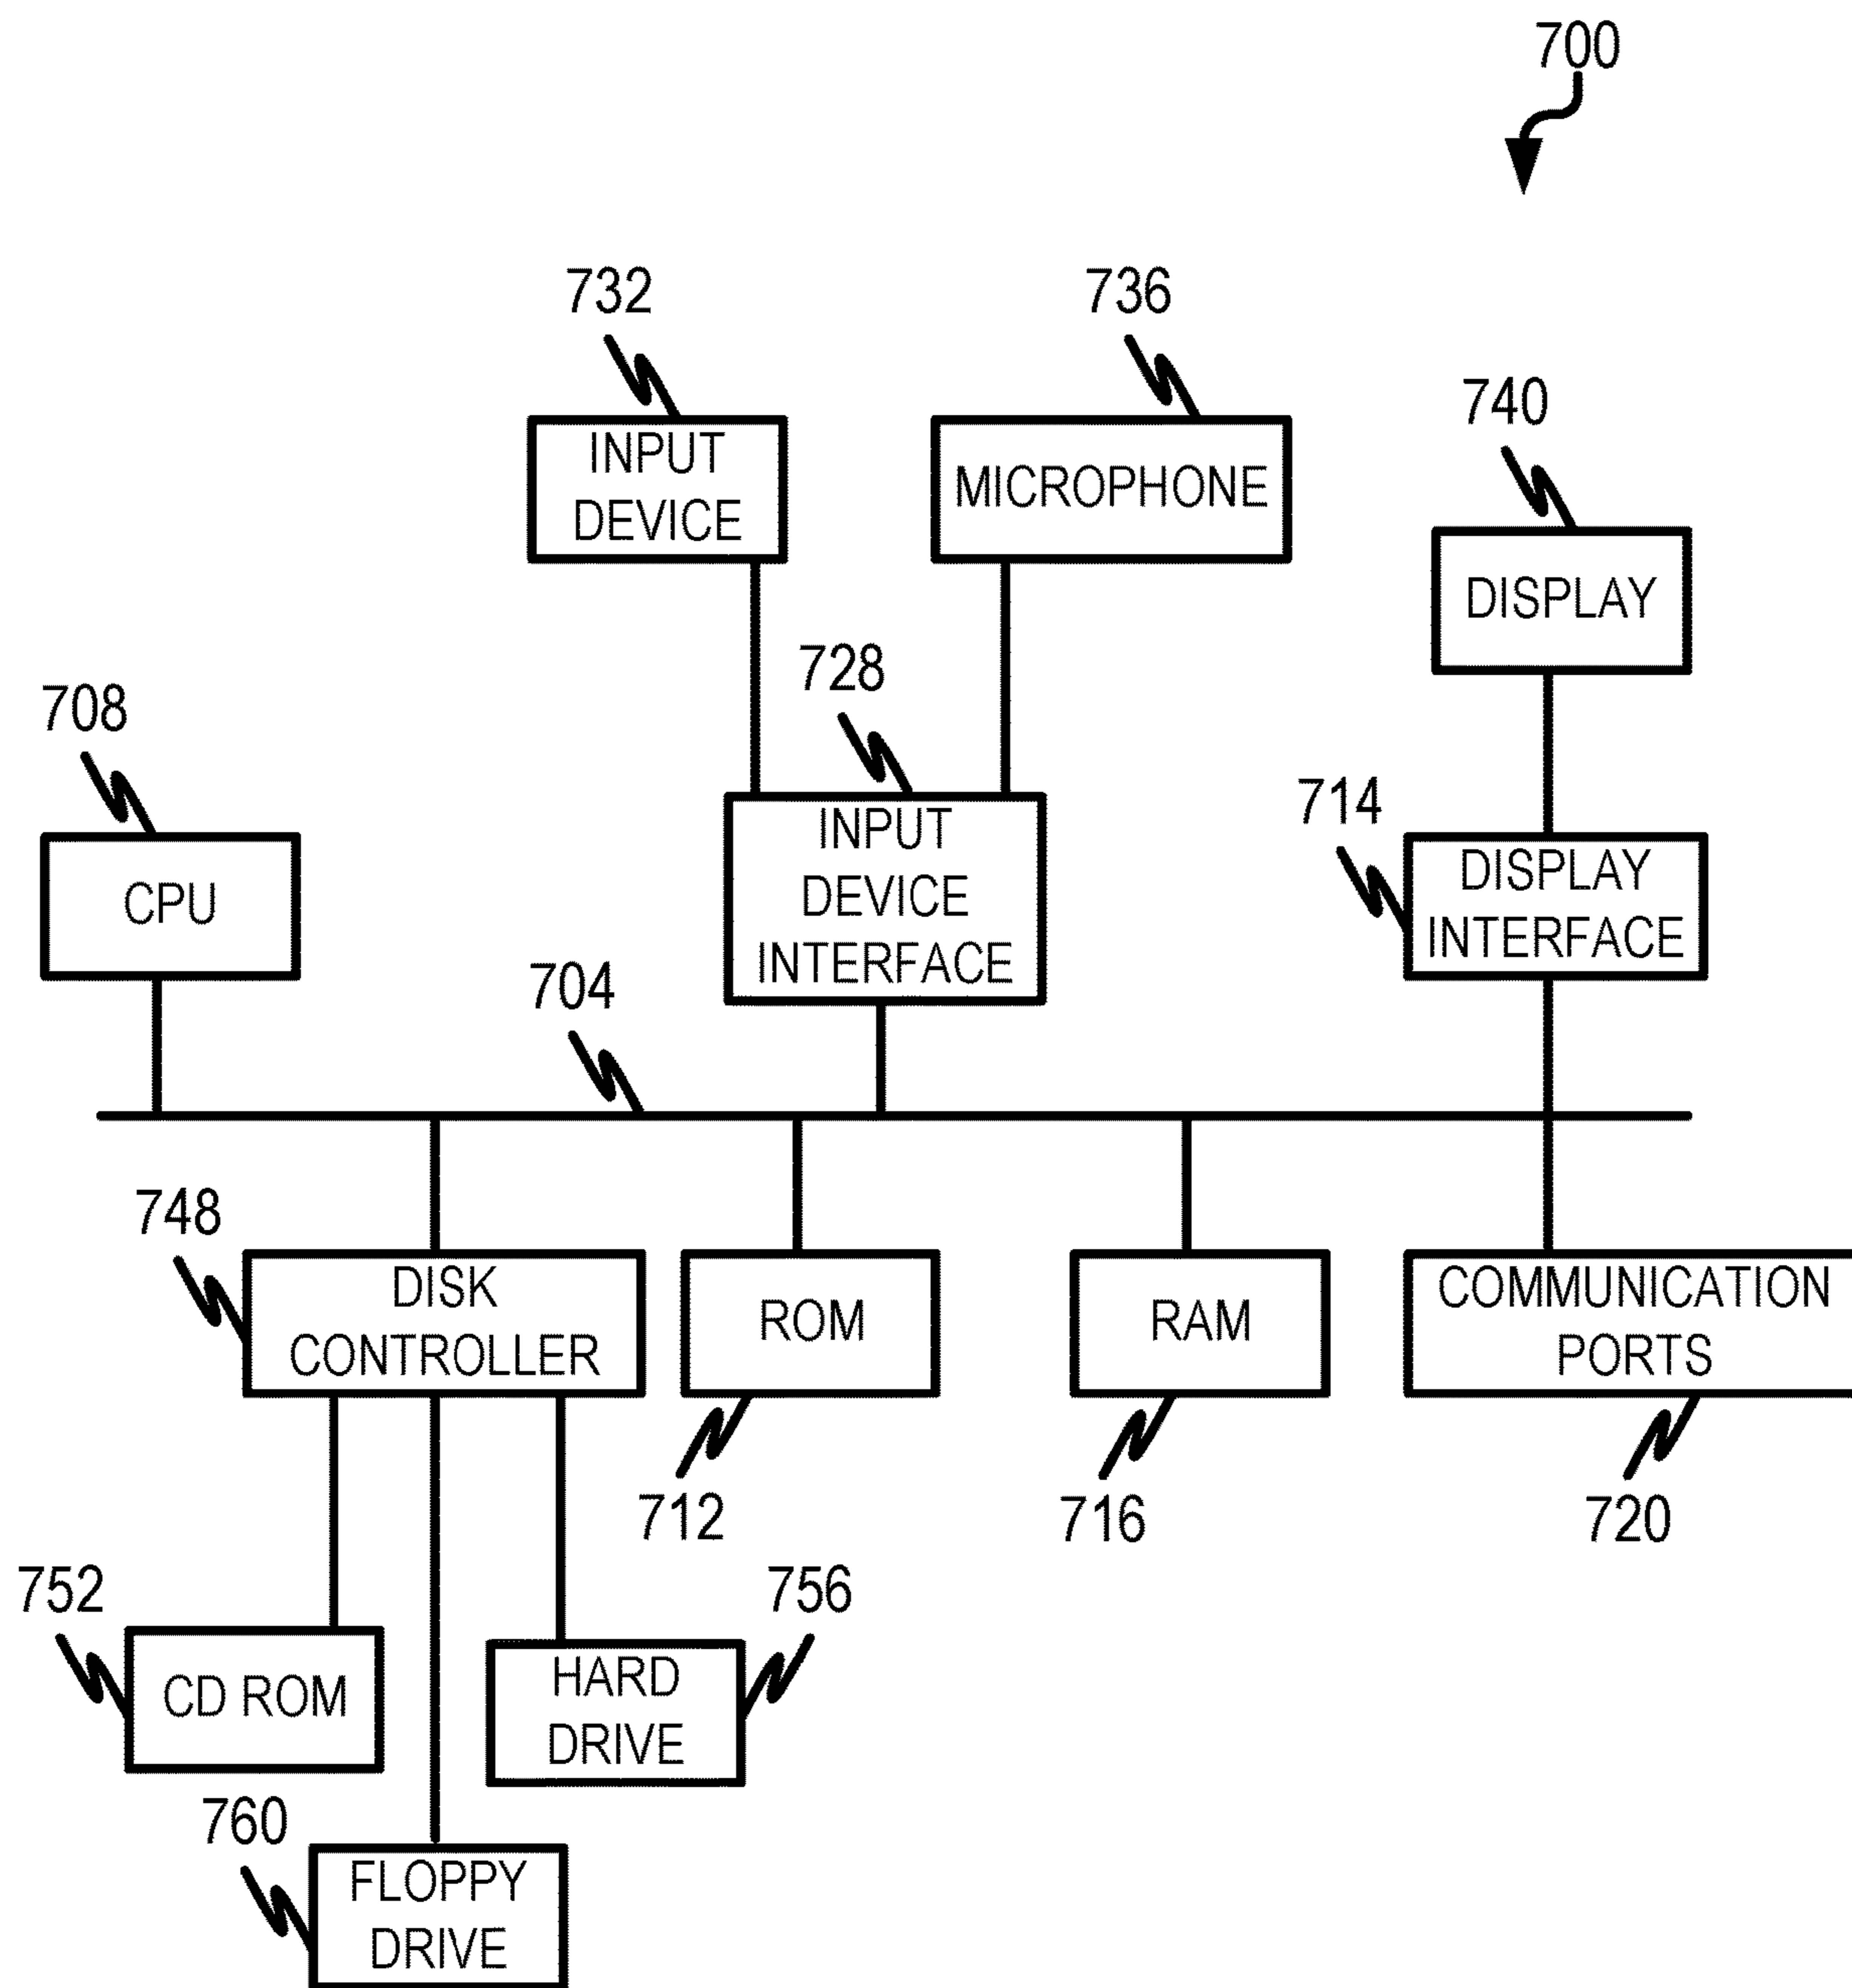 700
732
736
740
INPUT
DEVICE
MICROPHONE
DISPLAY
728
708
714
INPUT
DEVICE
INTERFACE
CPU
DISPLAY
INTERFACE
704
748
DISK
CONTROLLER
ROM
RAM
COMMUNICATION
PORTS
712
716
720
752
756
CD ROM
HARD
DRIVE
760
FLOPPY
DRIVE